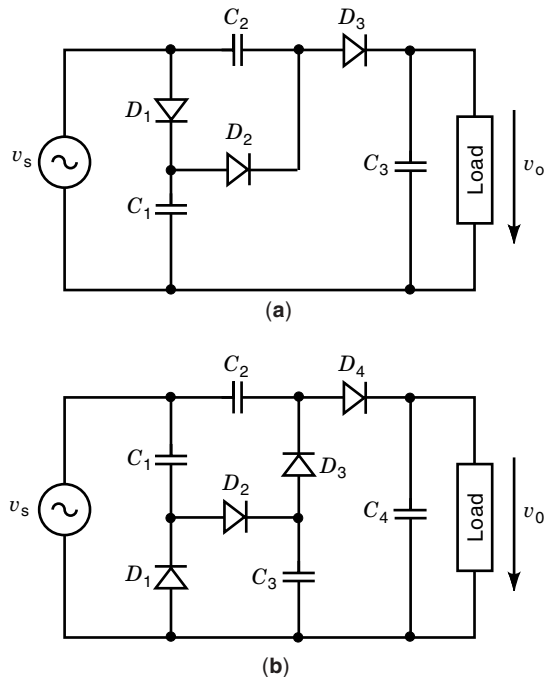 C2 D3
D1
D2
vs C3 Load vo
C1
(a)
C2 D4
C1 D3
D2
vs C4 Load v0
D1 C3
(b)